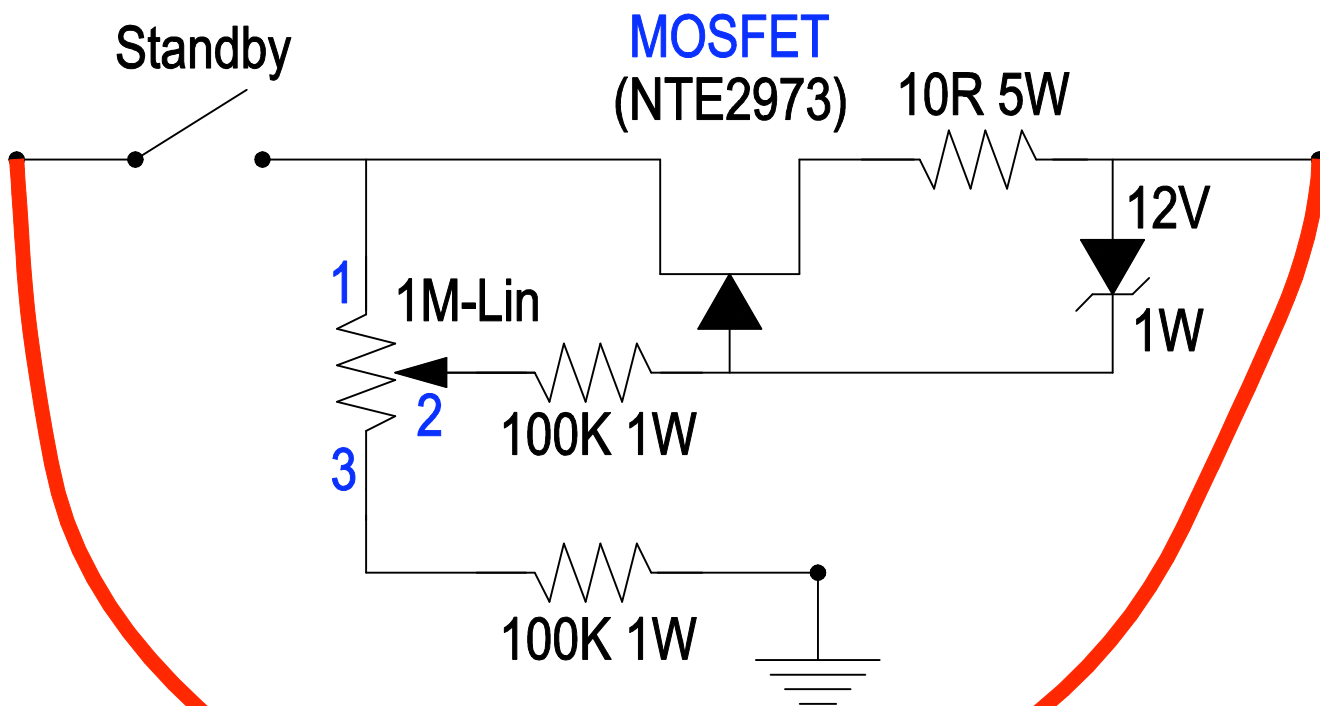 Standby
MOSFET
(NTE2973)
10R 5W
12V
1W
1
1M-Lin
2
100K 1W
3
100K 1W